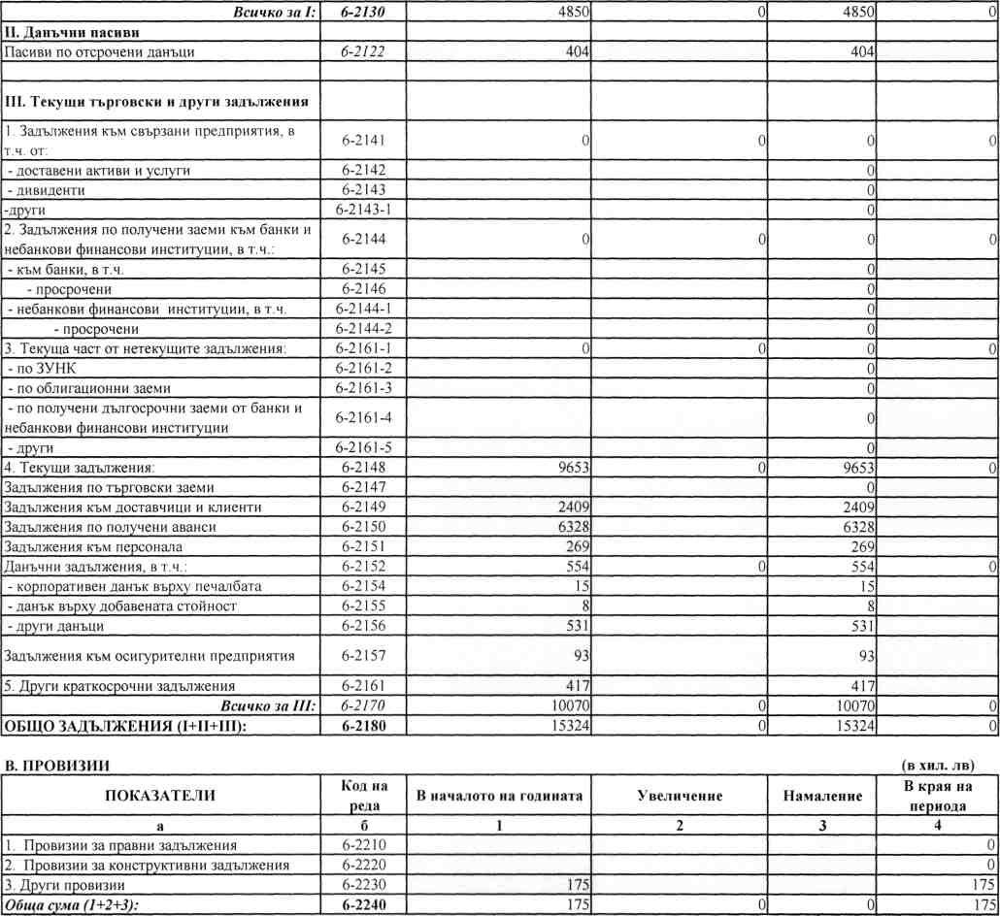 Всичко за I: 6-2130 4850 0 4850 0
II. Данъчни пасиви
Пасиви по отсрочени данъци 6-2122 404 404
III. Текущи търговски и други задължения
1. Задължения към свързани предприятия, в
т.ч. от: 6-2141 0 0 0 0
- доставени активи и услуги 6-2142 0
- дивиденти 6-2143 0
-други 6-2143-1 0
2. Задължения по получени заеми към банки и
небанкови финансови институции, в т.ч.: 6-2144 0 0 0 0
- към банки, в т.ч. 6-2145 0
- просрочени 6-2146 0
- небанкови финансови институции, в т.ч. 6-2144-1 0
- просрочени 6-2144-2 0
3. Текуща част от нетекущите задължения: 6-2161-1 0 0 0 0
- по ЗУНК 6-2161-2 0
- по облигационни заеми 6-2161-3 0
- по получени дългосрочни заеми от банки и
небанкови финансови институции 6-2161-4 0
- други 6-2161-5 0
4. Текущи задължения: 6-2148 9653 0 9653 0
Задължения по търговски заеми 6-2147 0
Задължения към доставчици и клиенти 6-2149 2409 2409
Задължения по получени аванси 6-2150 6328 6328
Задължения към персонала 6-2151 269 269
Данъчни задължения, в т.ч.: 6-2152 554 0 554 0
- корпоративен данък върху печалбата 6-2154 15 15
- данък върху добавената стойност 6-2155 8 8
- други данъци 6-2156 531 531
Задължения към осигурителни предприятия 6-2157 93 93
5. Други краткосрочни задължения 6-2161 417 417
Всичко за III: 6-2170 10070 0 10070 0
ОБЩО ЗАДЪЛЖЕНИЯ (I+II+III): 6-2180 15324 0 15324 0
В. ПРОВИЗИИ (в хил. лв)
ПОКАЗАТЕЛИ Код на реда В началото на годината Увеличение Намаление В края на периода
а б 1 2 3 4
1. Провизии за правни задължения 6-2210 0
2. Провизии за конструктивни задължения 6-2220 0
3. Други провизии 6-2230 175 175
Обща сума (1+2+3): 6-2240 175 0 0 175